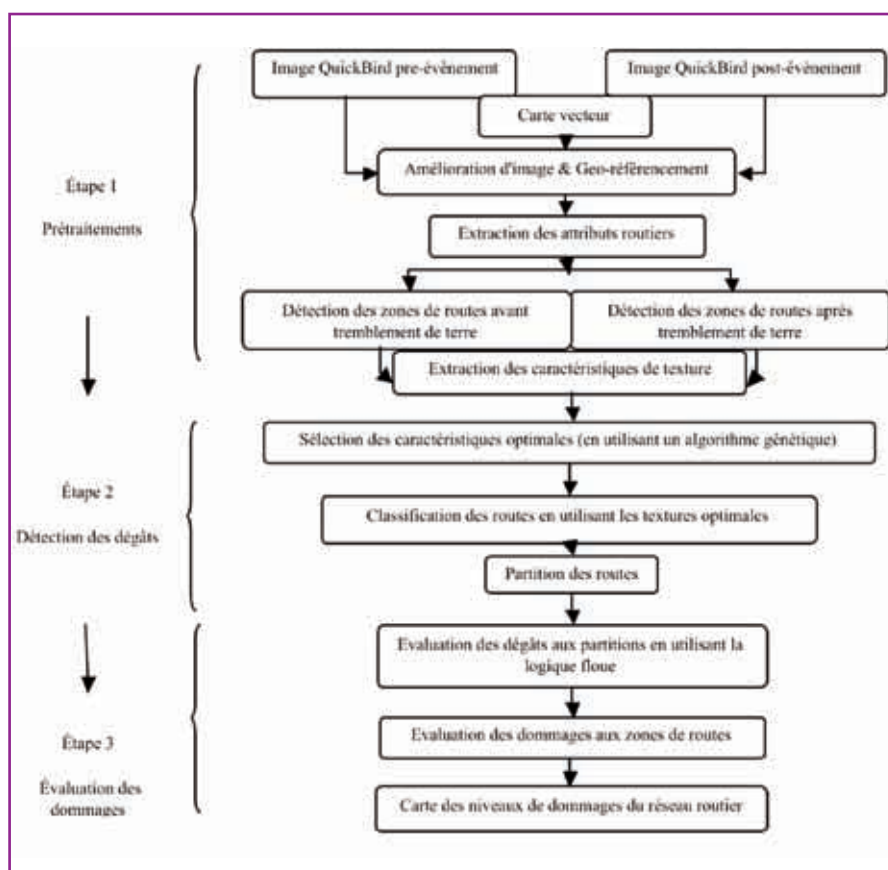 Image QuickBird pre-évènement
Image QuickBird post-évènement
Carte vecteur
Amélioration d'image & Geo-référencement
Étape 1
Prétraitements
Extraction des attributs routiers
Détection des zones de routes avant
tremblement de terre
Détection des zones de routes après
tremblement de terre
Extraction des caractéristiques de texture
Sélection des caractéristiques optimales (en utilisant un algorithme génétique)
Étape 2
Détection des dégâts
Classification des routes en utilisant les textures optimales
Partition des routes
Evaluation des dégâts aux partitions en utilisant la
logique floue
Étape 3
Évaluation des
dommages
Evaluation des dommages aux zones de routes
Carte des niveaux de dommages du réseau routier